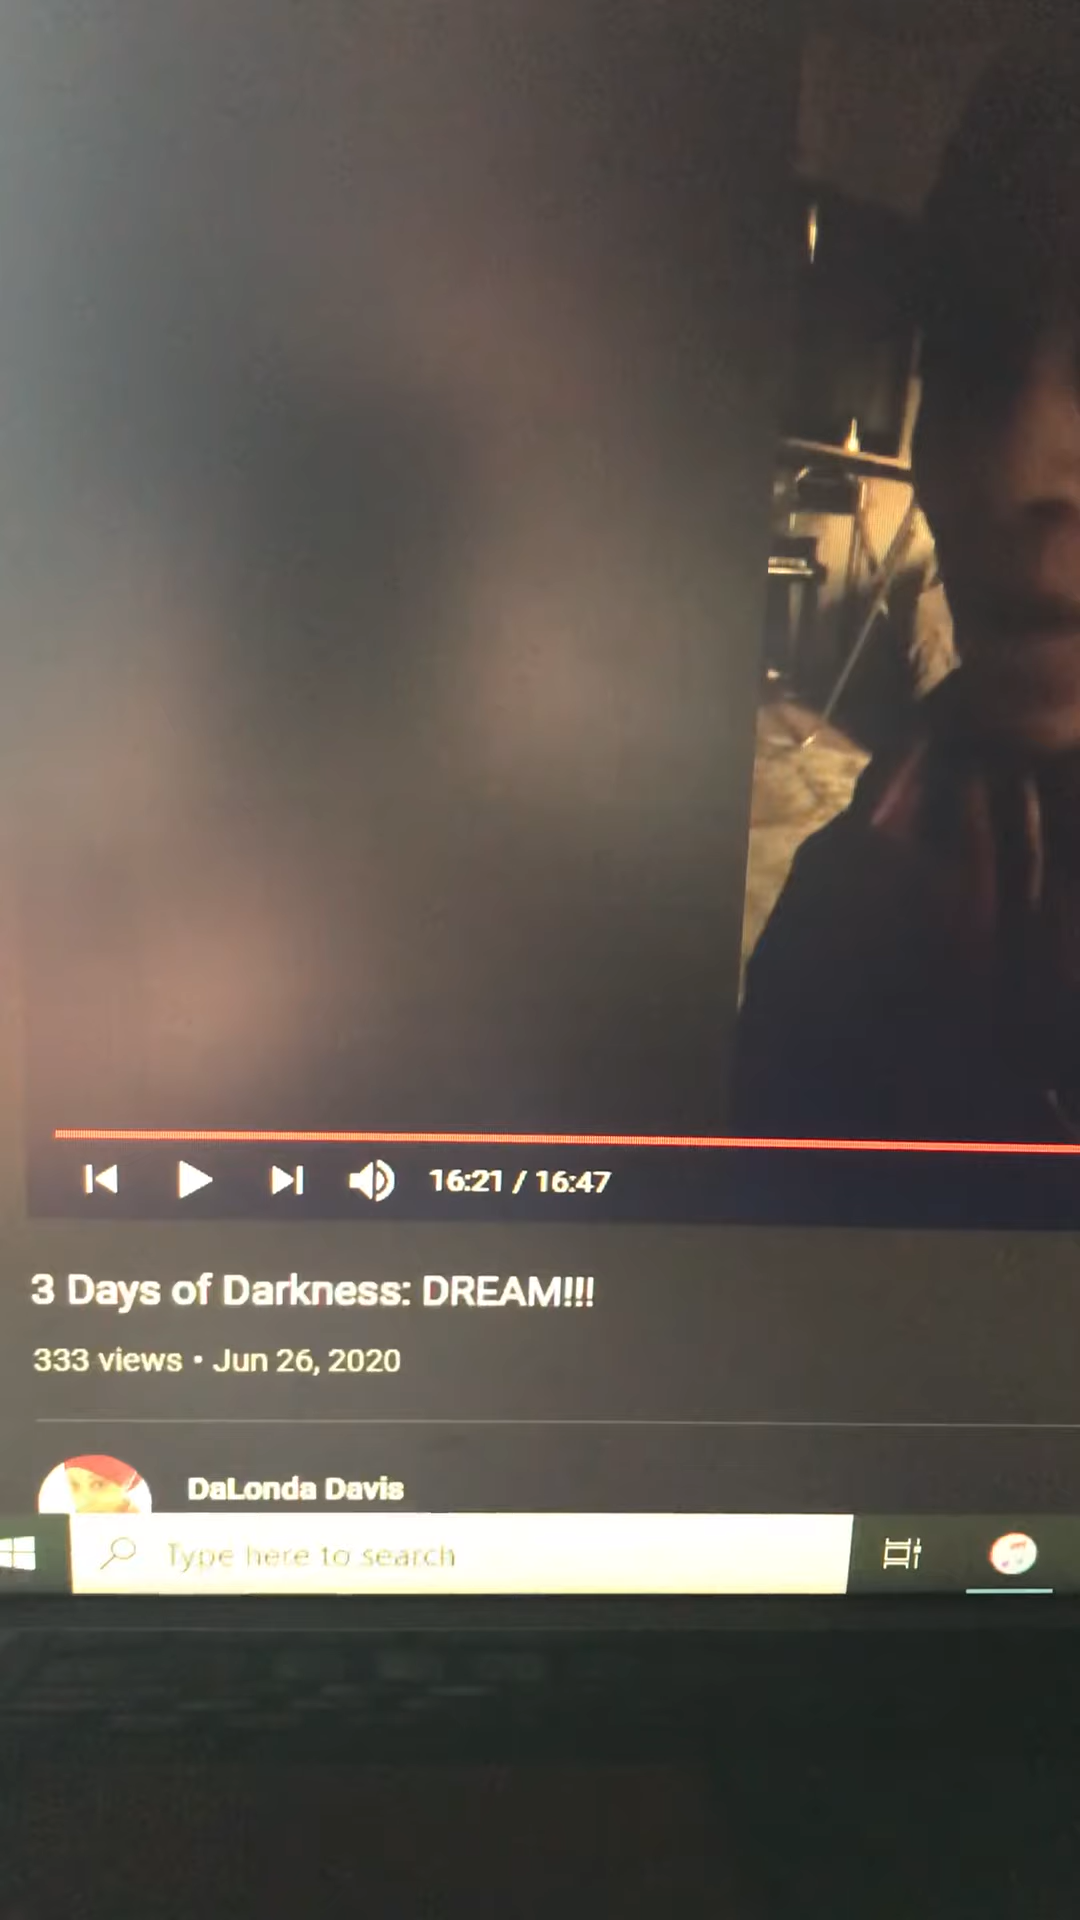 16:21 / 16:47
3 Days of Darkness: DREAM!!!
333 views • Jun 26, 2020
DaLonda Davis
Type here to search